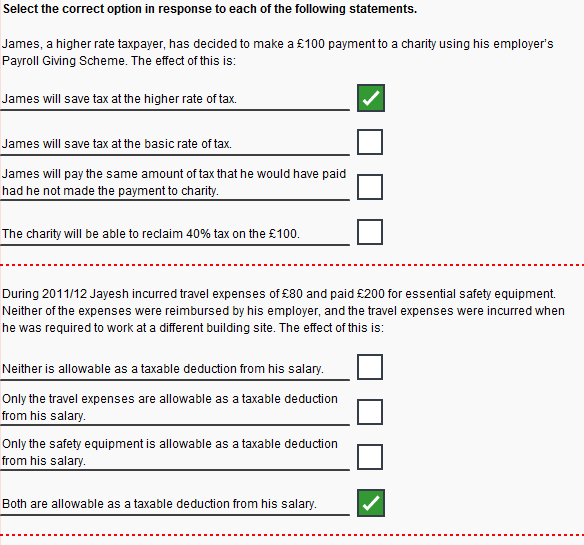 Select the correct option in response to each of the following statements.
James, a higher rate taxpayer, has decided to make a £100 payment to a charity using his employer's
Payroll Giving Scheme. The effect of this is:
James will save tax at the higher rate of tax.
James will save tax at the basic rate of tax.
James will pay the same amount of tax that he would have paid
had he not made the payment to charity.
The charity will be able to reclaim 40% tax on the £100.
During 2011/12 Jayesh incurred travel expenses of £80 and paid £200 for essential safety equipment.
Neither of the expenses were reimbursed by his employer, and the travel expenses were incurred when
he was required to work at a different building site. The effect of this is:
Neither is allowable as a taxable deduction from his salary.
Only the travel expenses are allowable as a taxable deduction
from his salary.
Only the safety equipment is allowable as a taxable deduction
from his salary.
Both are allowable as a taxable deduction from his salary.